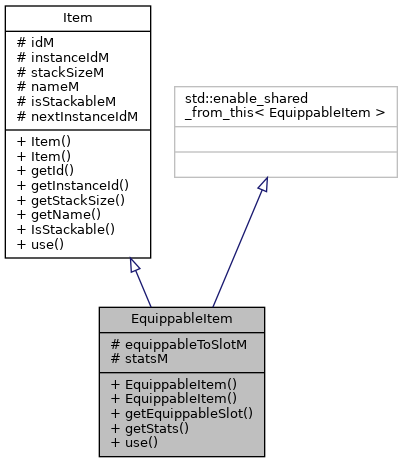 Item
# idM
# instanceIdM
# stackSizeM
# nameM
# isStackableM
# nextInstanceIdM
+ Item()
+ Item()
+ getId()
+ getInstanceId()
+ getStackSize()
+ getName()
+ IsStackable()
+ use()
std::enable_shared
_from_this< EquippableItem >
EquippableItem
# equippableToSlotM
# statsM
+ EquippableItem()
+ EquippableItem()
+ getEquippableSlot()
+ getStats()
+ use()